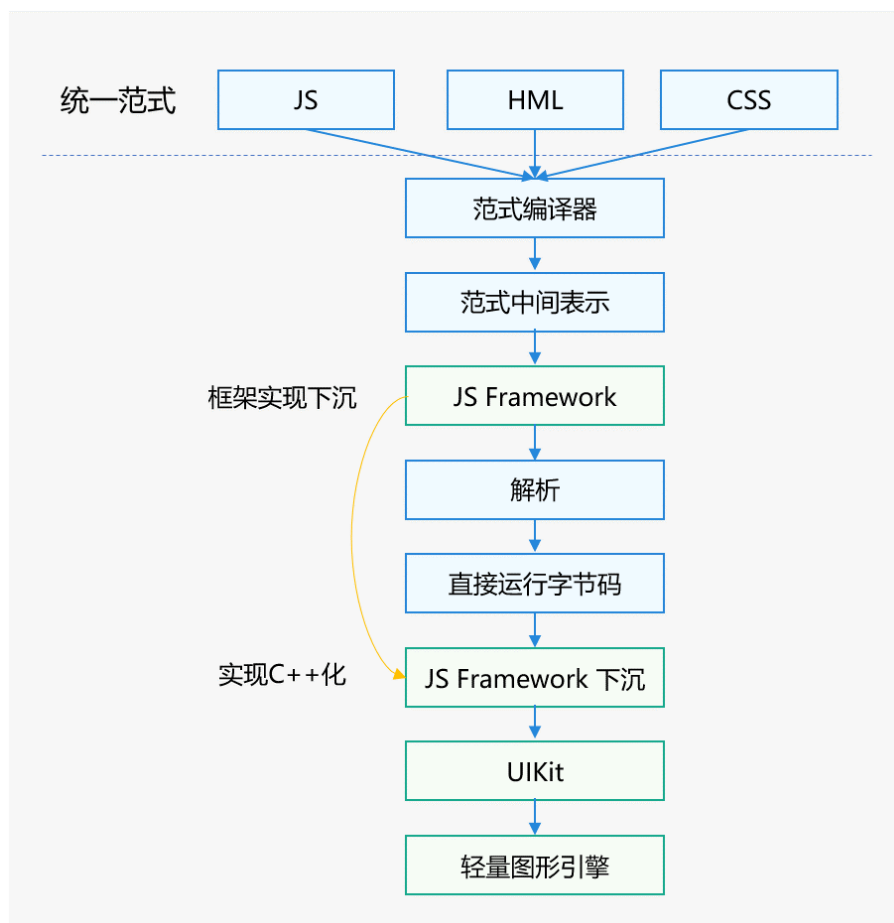 统一范式
JS
HML
CSS
范式编译器
范式中间表示
框架实现下沉
JS Framework
解析
直接运行字节码
实现C++化
JS Framework 下沉
UIKit
轻量图形引擎